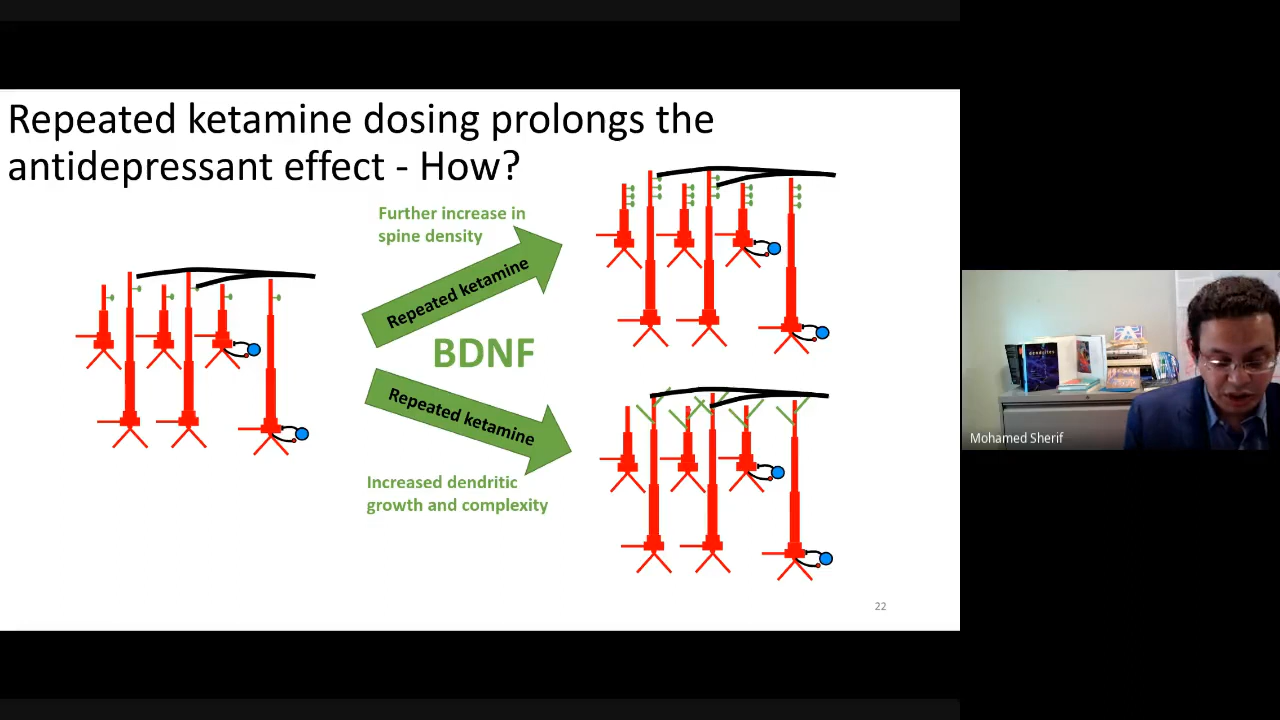 Repeated ketamine dosing prolongs the
antidepressant effect - How?
Further increase in
spine density
Repeated ketamine
BDNF
Repeated ketamine
Increased dendritic
growth and complexity
22
Mohamed Sherif